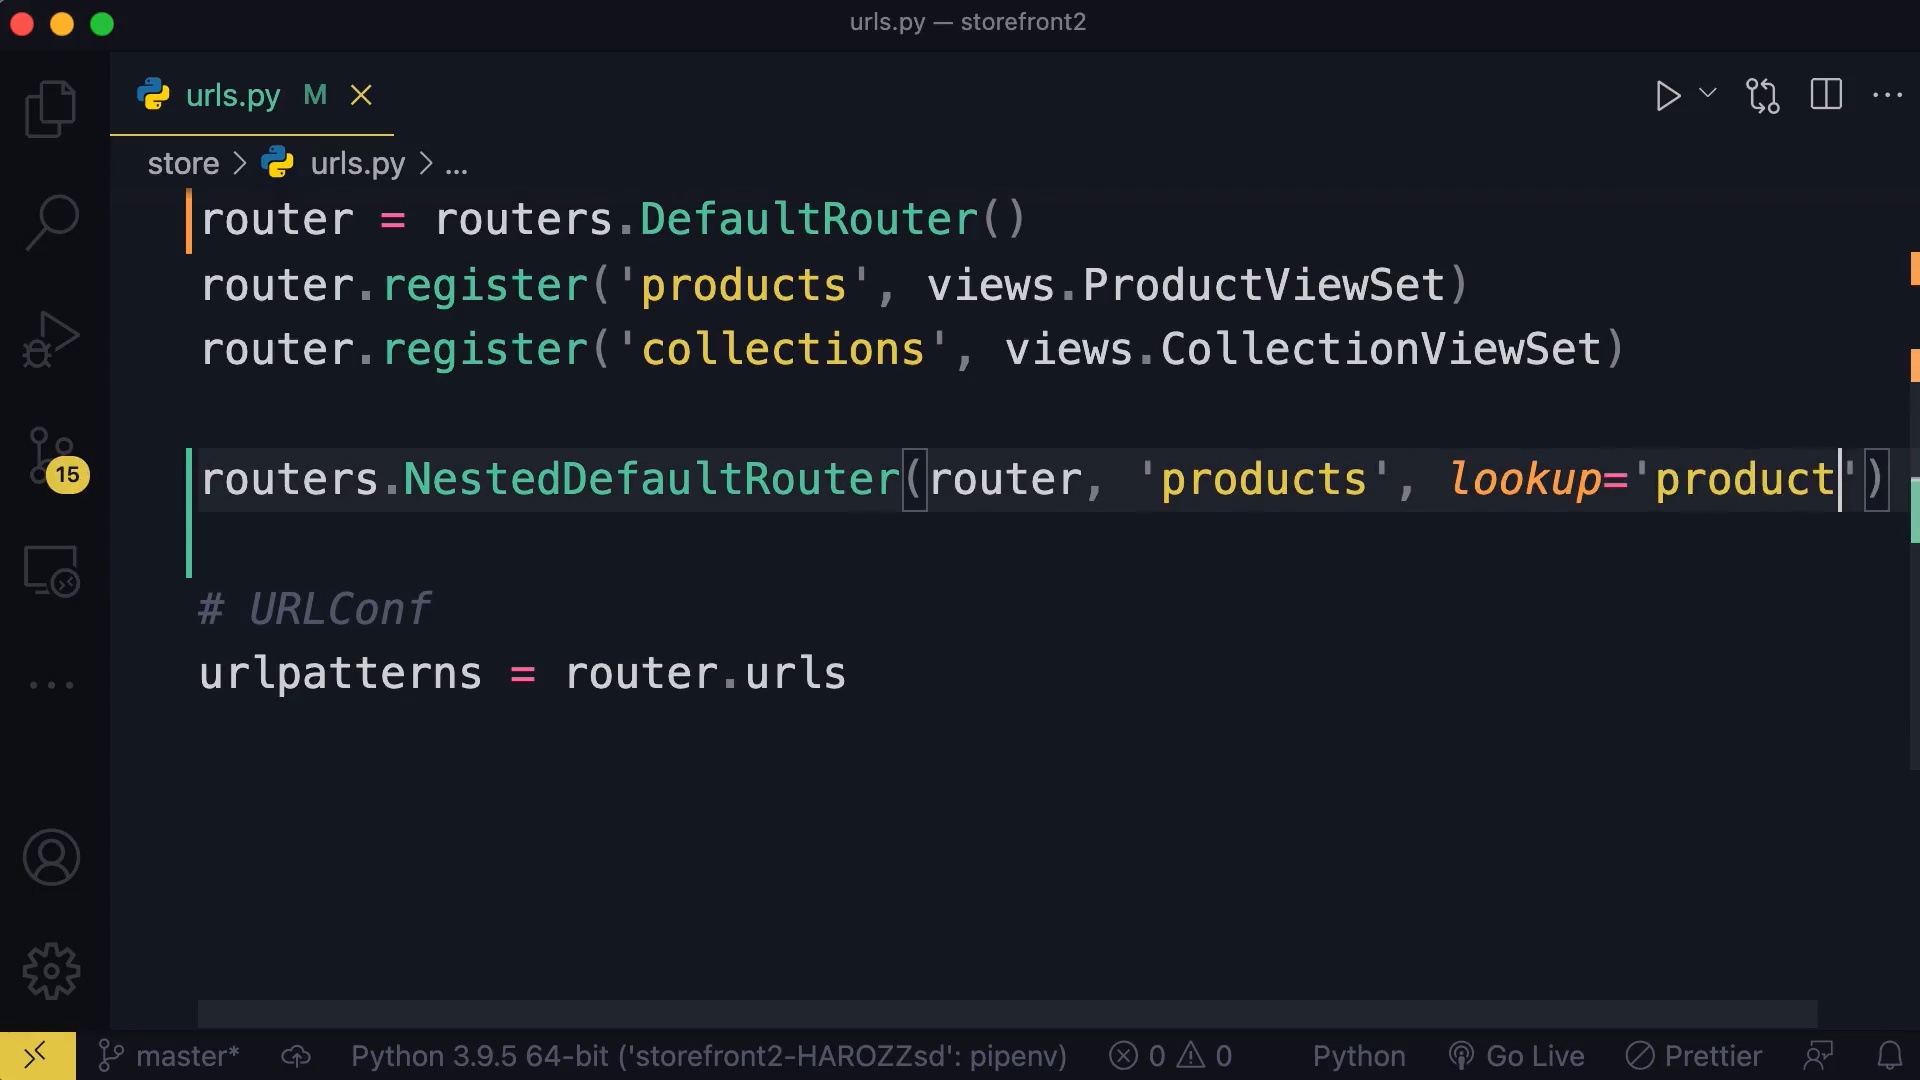 urls.py — storefront2
urls.py M
store > urls.py > ...
router = routers.DefaultRouter()
router.register('products', views.ProductViewSet)
router.register('collections', views.CollectionViewSet)
routers.NestedDefaultRouter(router, 'products', lookup='product')
# URLConf
urlpatterns = router.urls
15
master* Python 3.9.5 64-bit ('storefront2-HAROZZsd': pipenv) 0 0 Python Go Live Prettier